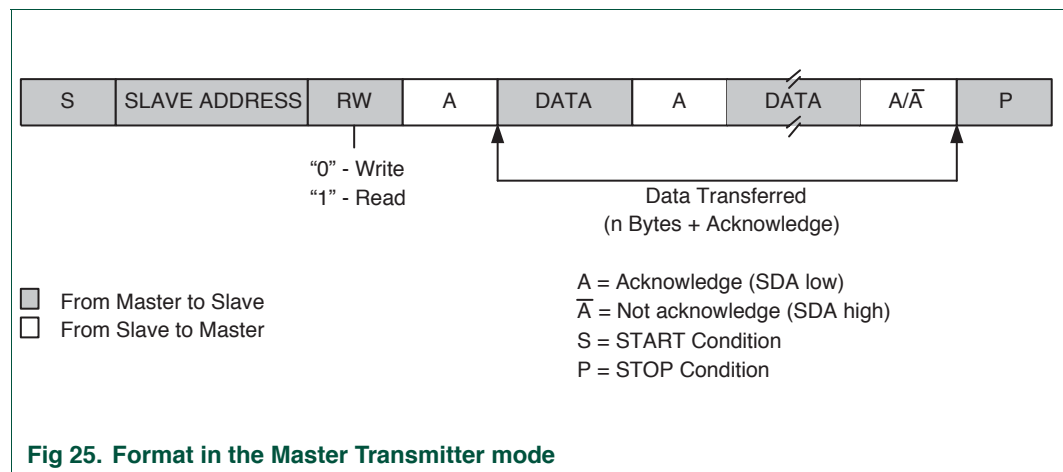 S SLAVE ADDRESS RW A DATA A DATA A/A̅ P
“0” - Write
“1” - Read
Data Transferred
(n Bytes + Acknowledge)
From Master to Slave
From Slave to Master
A = Acknowledge (SDA low)
A̅ = Not acknowledge (SDA high)
S = START Condition
P = STOP Condition
Fig 25. Format in the Master Transmitter mode